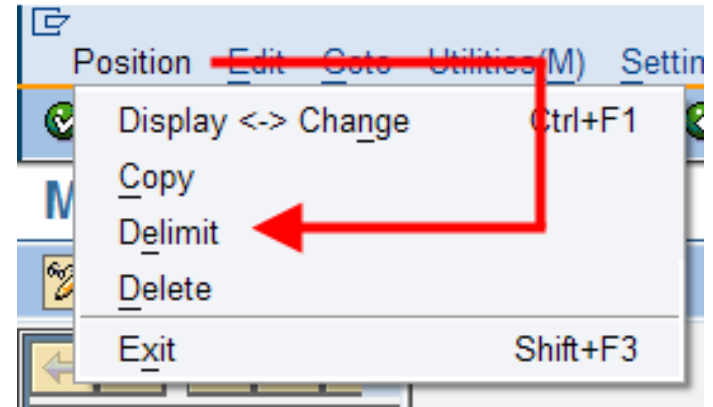 Position Edit Goto Utilities(M) Settin
Display <-> Change Ctrl+F1
Copy
Delimit
M
Delete
Exit Shift+F3